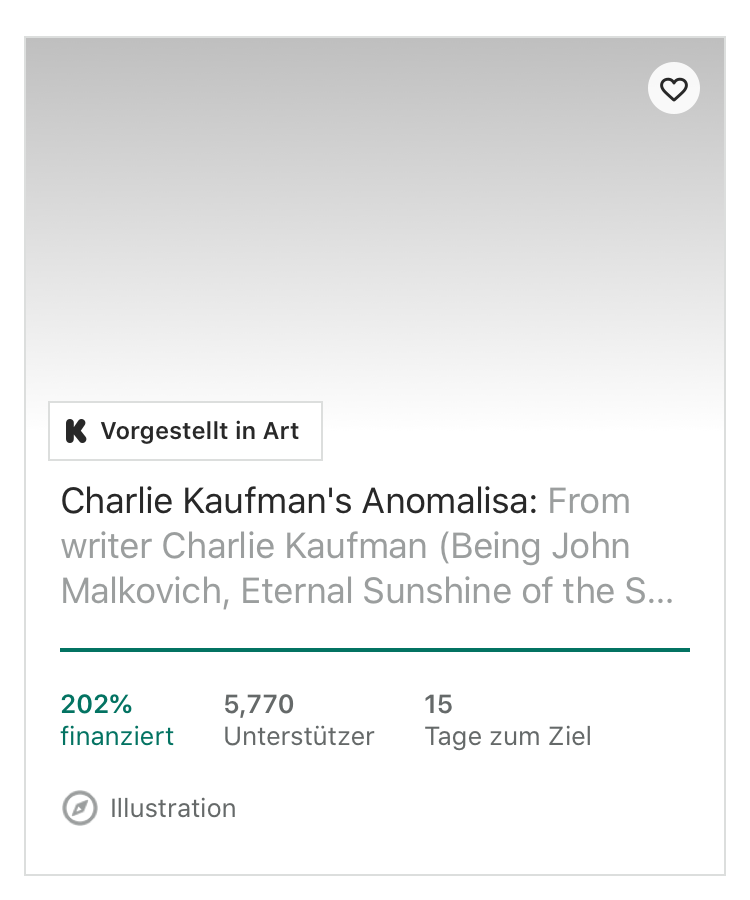 Vorgestellt in Art
Charlie Kaufman's Anomalisa: From
writer Charlie Kaufman (Being John
Malkovich, Eternal Sunshine of the S...
202%
finanziert
5,770
Unterstützer
15
Tage zum Ziel
Illustration